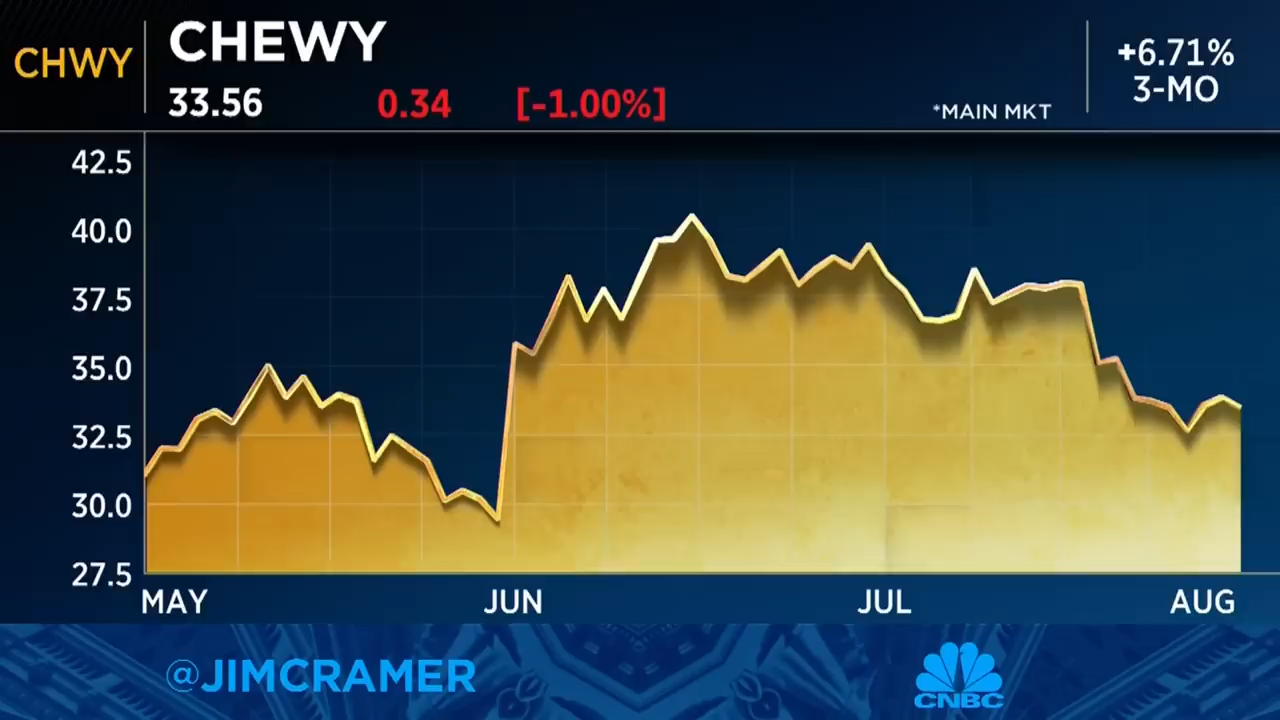 CHWY
CHEWY
33.56 0.34 [-1.00%]
*MAIN MKT
+6.71%
3-MO
42.5
40.0
37.5
35.0
32.5
30.0
27.5
MAY JUN JUL AUG
@JIMCRAMER
CNBC